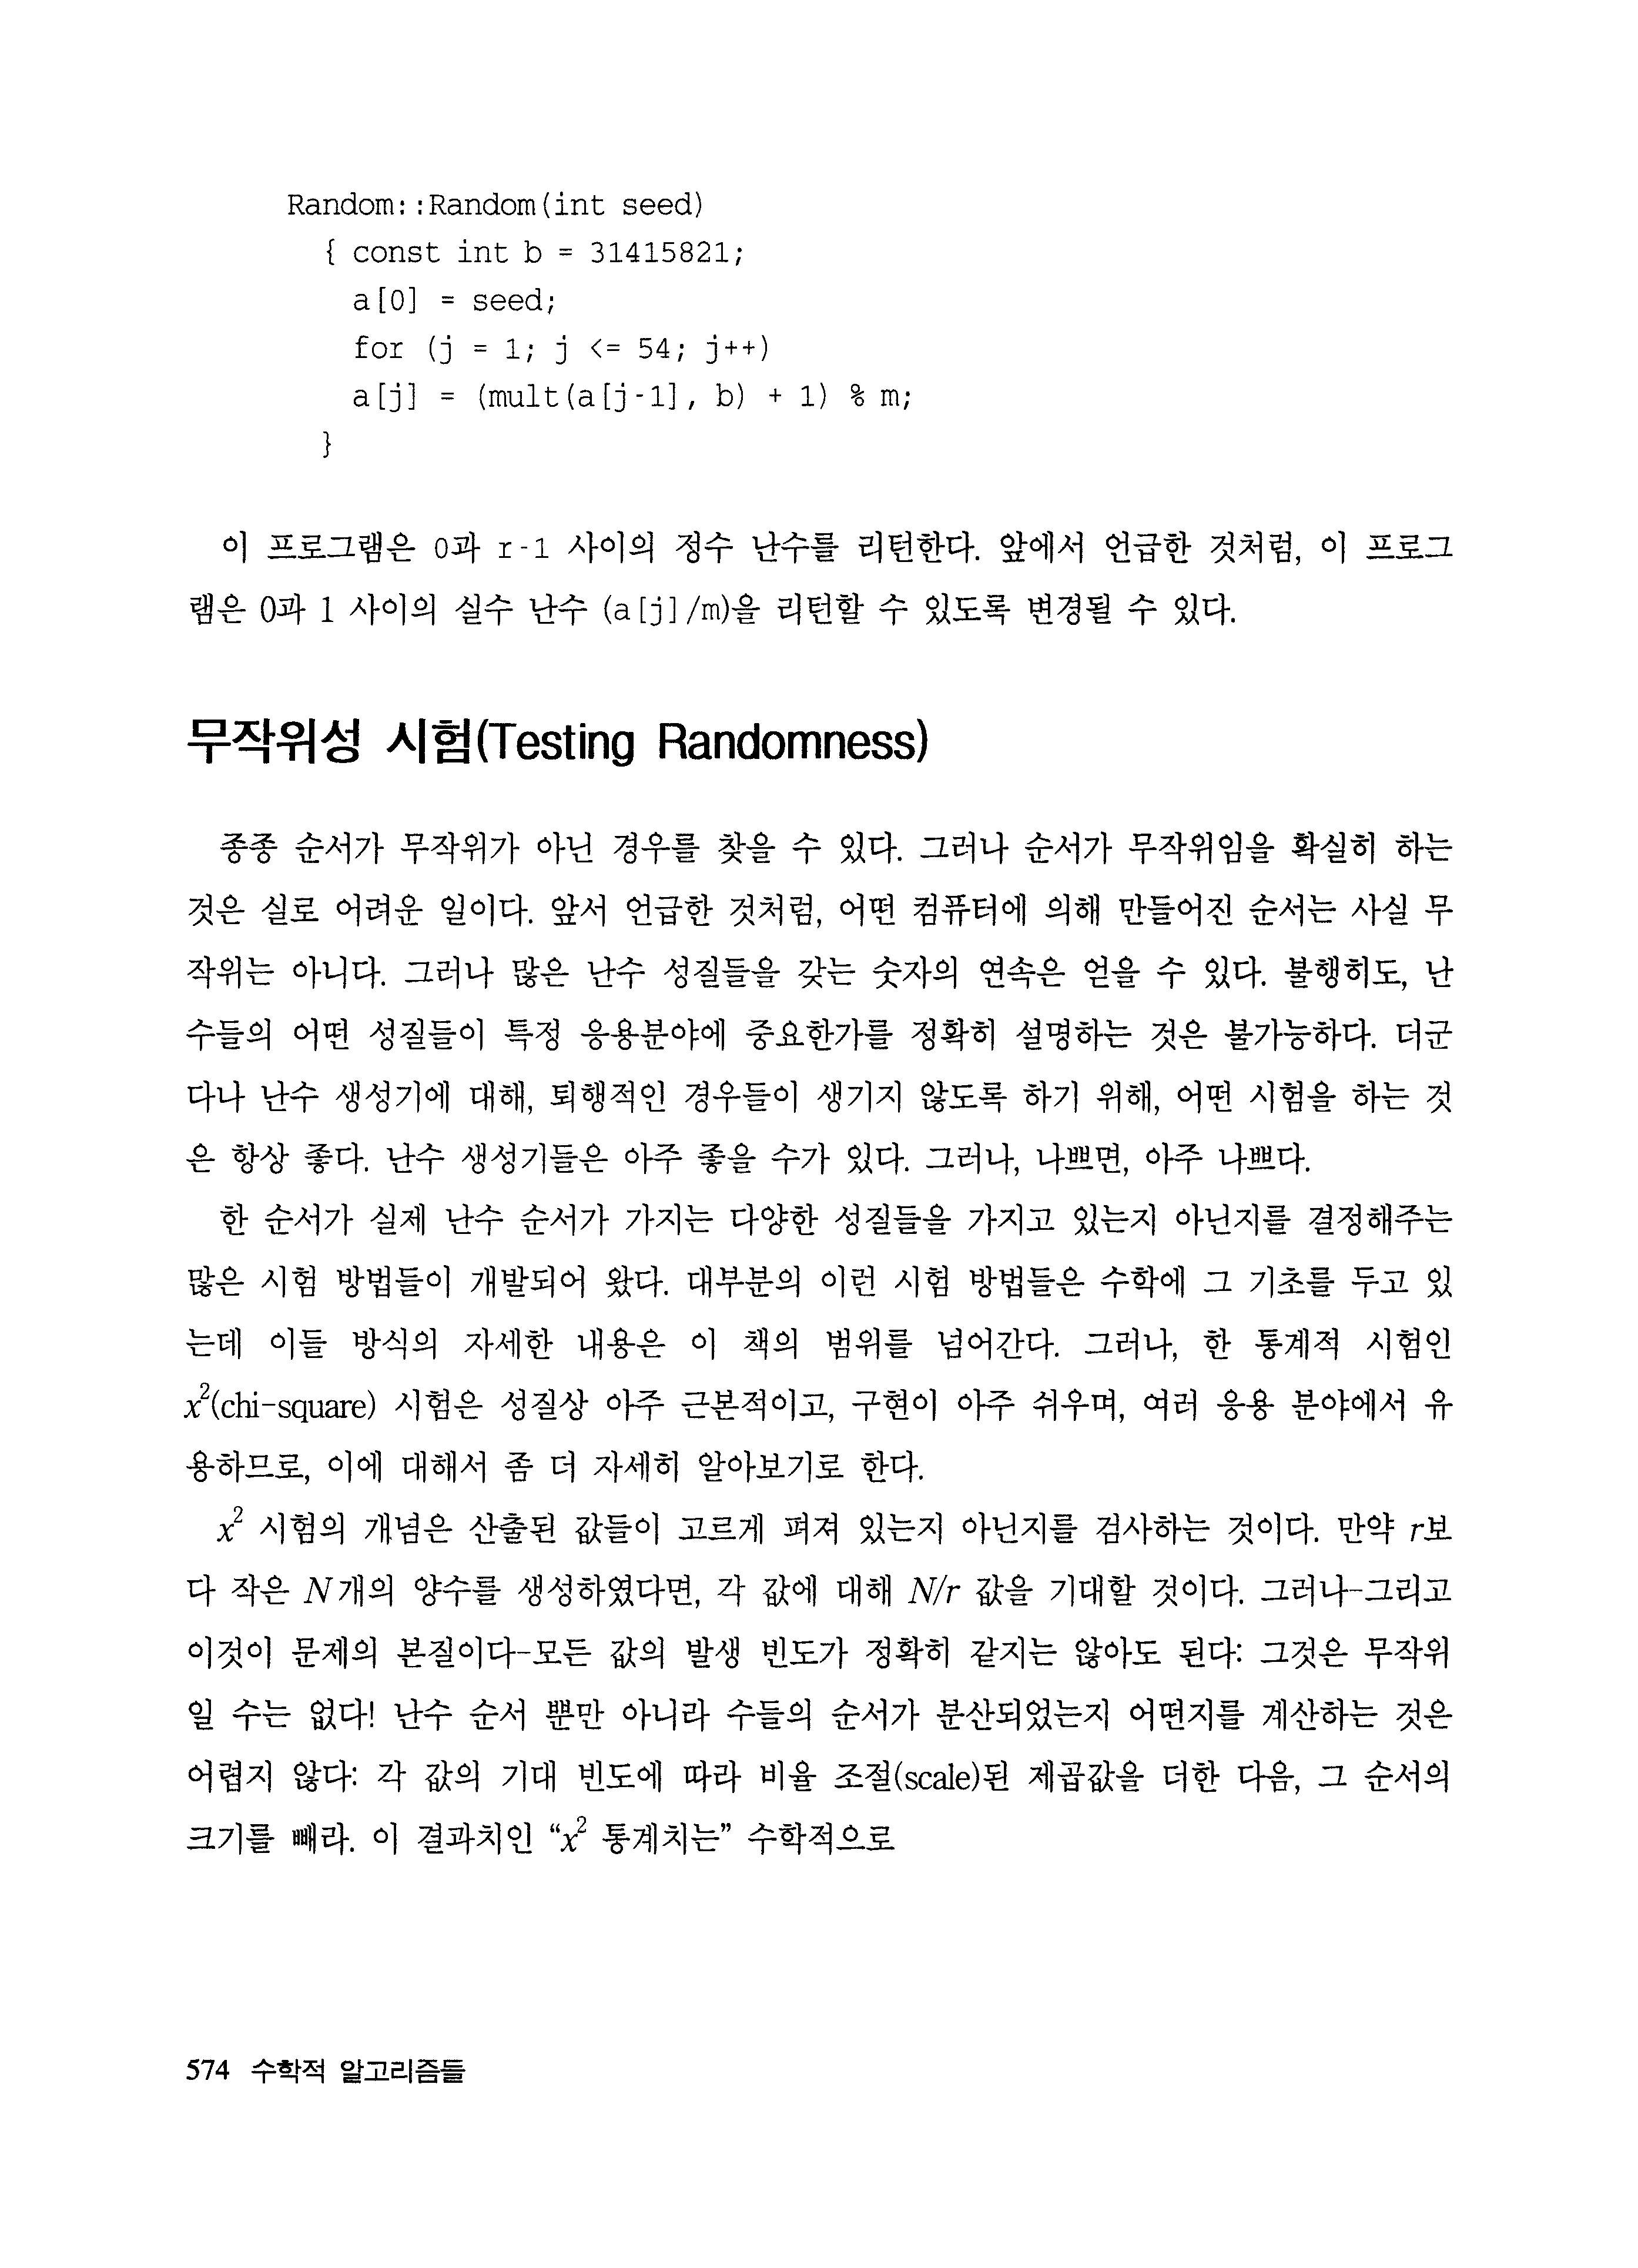 Random::Random(int seed)
{ const int b = 31415821;
a[0] = seed;
for (j = 1; j <= 54; j++)
a[j] = (mult(a[j-1], b) + 1) % m;
}
이 프로그램은 0과 r-1 사이의 정수 난수를 리턴한다. 앞에서 언급한 것처럼, 이 프로그
램은 0과 1 사이의 실수 난수 (a[j]/m)을 리턴할 수 있도록 변경될 수 있다.
무작위성 시험(Testing Randomness)
종종 순서가 무작위가 아닌 경우를 찾을 수 있다. 그러나 순서가 무작위임을 확실히 하는
것은 실로 어려운 일이다. 앞서 언급한 것처럼, 어떤 컴퓨터에 의해 만들어진 순서는 사실 무
작위는 아니다. 그러나 많은 난수 성질들을 갖는 숫자의 연속은 얻을 수 있다. 불행히도, 난
수들의 어떤 성질들이 특정 응용분야에 중요한가를 정확히 설명하는 것은 불가능하다. 더군
다나 난수 생성기에 대해, 퇴행적인 경우들이 생기지 않도록 하기 위해, 어떤 시험을 하는 것
은 항상 좋다. 난수 생성기들은 아주 좋을 수가 있다. 그러나, 나쁘면, 아주 나쁘다.
한 순서가 실제 난수 순서가 가지는 다양한 성질들을 가지고 있는지 아닌지를 결정해주는
많은 시험 방법들이 개발되어 왔다. 대부분의 이런 시험 방법들은 수학에 그 기초를 두고 있
는데 이들 방식의 자세한 내용은 이 책의 범위를 넘어간다. 그러나, 한 통계적 시험인
x²(chi-square) 시험은 성질상 아주 근본적이고, 구현이 아주 쉬우며, 여러 응용 분야에서 유
용하므로, 이에 대해서 좀 더 자세히 알아보기로 한다.
x² 시험의 개념은 산출된 값들이 고르게 펴져 있는지 아닌지를 검사하는 것이다. 만약 r보
다 작은 N개의 양수를 생성하였다면, 각 값에 대해 N/r 값을 기대할 것이다. 그러나-그리고
이것이 문제의 본질이다-모든 값의 발생 빈도가 정확히 같지는 않아도 된다: 그것은 무작위
일 수는 없다! 난수 순서 뿐만 아니라 수들의 순서가 분산되었는지 어떤지를 계산하는 것은
어렵지 않다: 각 값의 기대 빈도에 따라 비율 조절(scale)된 제곱값을 더한 다음, 그 순서의
크기를 빼라. 이 결과치인 “x² 통계치는” 수학적으로
574 수학적 알고리즘들